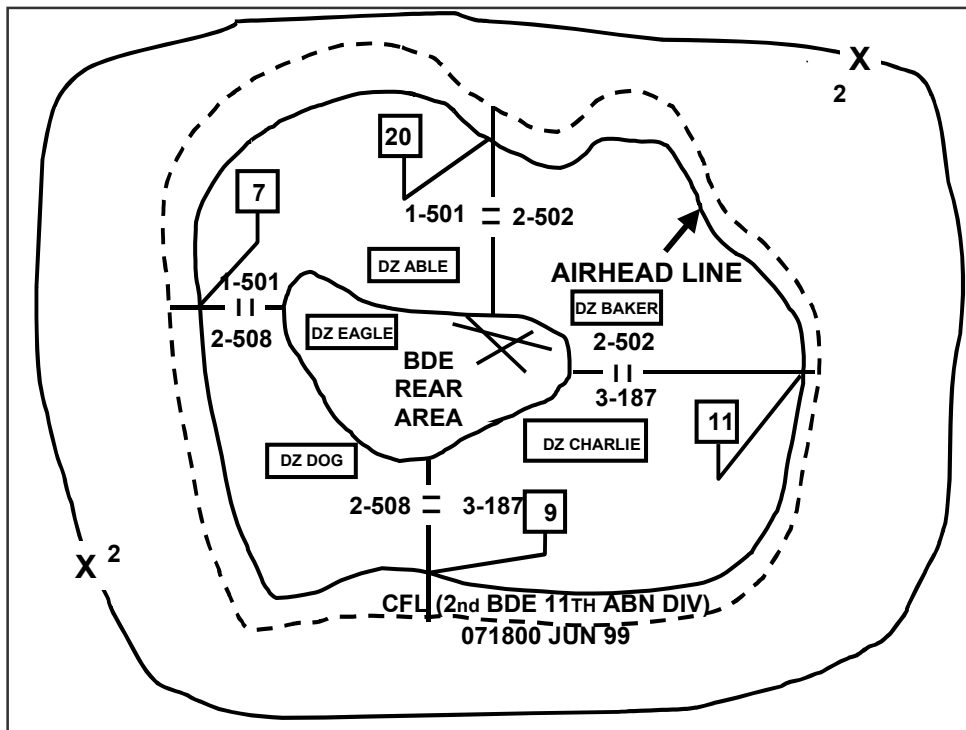 X
2
20
7
1-501 2-502
DZ ABLE
AIRHEAD LINE
1-501
2-508
DZ EAGLE
DZ BAKER
2-502
3-187
BDE
REAR
AREA
11
DZ CHARLIE
DZ DOG
2-508 3-187
9
X 2
CFL (2nd BDE 11TH ABN DIV)
071800 JUN 99